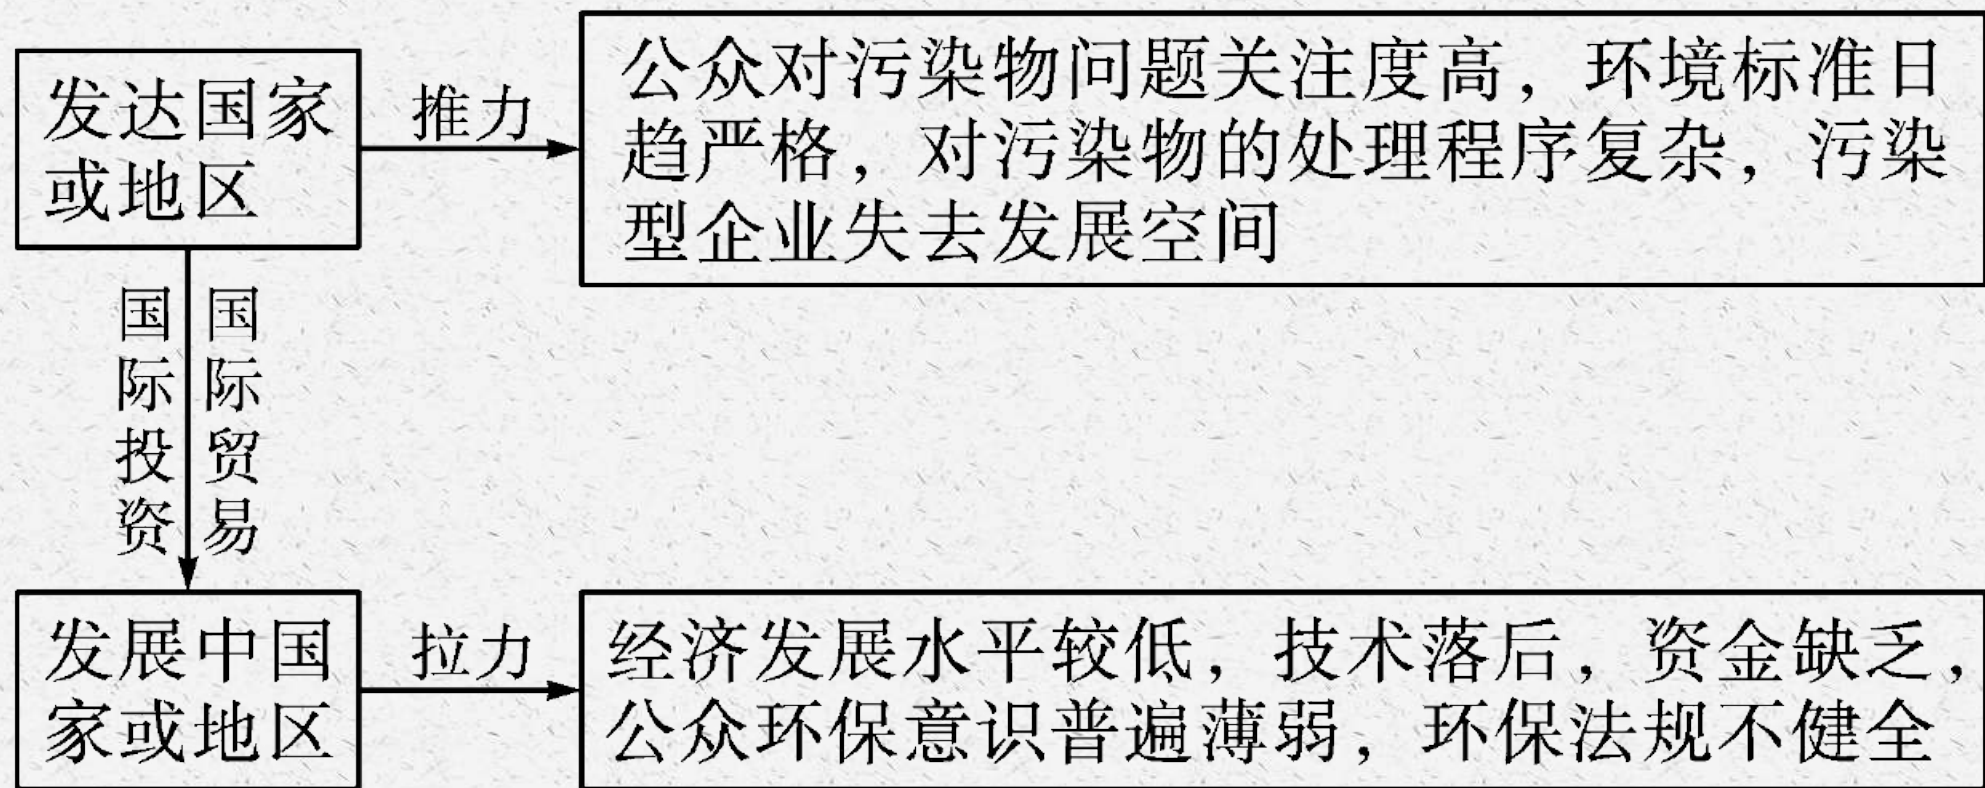 发达国家
或地区
推力
公众对污染物问题关注度高，环境标准日
趋严格，对污染物的处理程序复杂，污染
型企业失去发展空间
国际投资
国际贸易
发展中国
家或地区
拉力
经济发展水平较低，技术落后，资金缺乏，
公众环保意识普遍薄弱，环保法规不健全